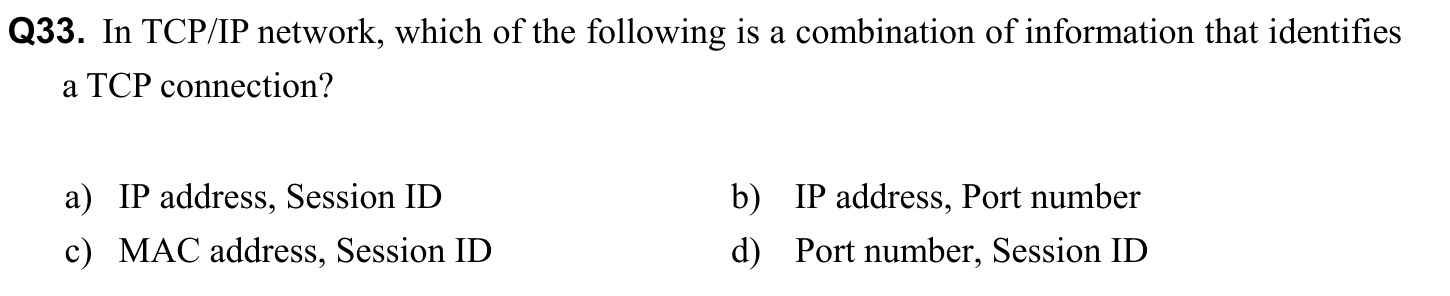 Q33. In TCP/IP network, which of the following is a combination of information that identifies
a TCP connection?
a) IP address, Session ID b) IP address, Port number
c) MAC address, Session ID d) Port number, Session ID